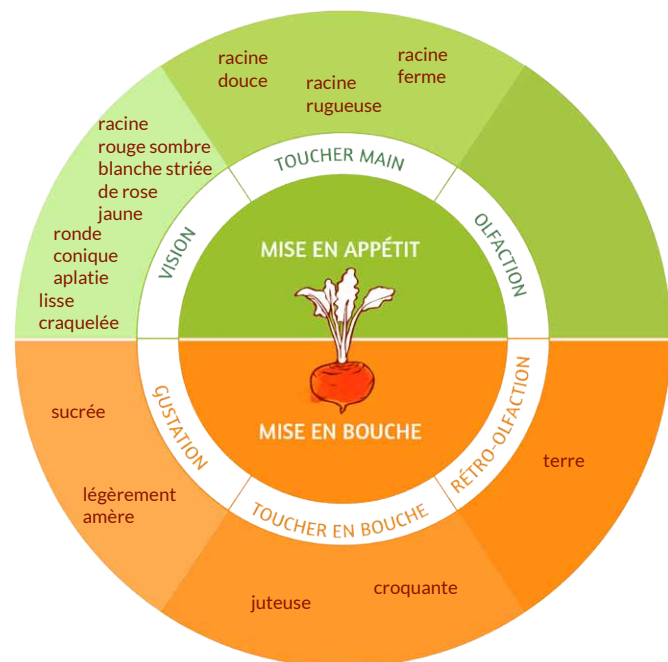 racine
douce
racine
rugueuse
racine
ferme
racine
rouge sombre
blanche striée
de rose
jaune
ronde
conique
aplatie
lisse
craquelée
VISION
TOUCHER MAIN
OLFACTION
MISE EN APPÉTIT
MISE EN BOUCHE
GUSTATION
TOUCHER EN BOUCHE
RÉTRO-OLFACTION
sucrée
légèrement
amère
juteuse
croquante
terre